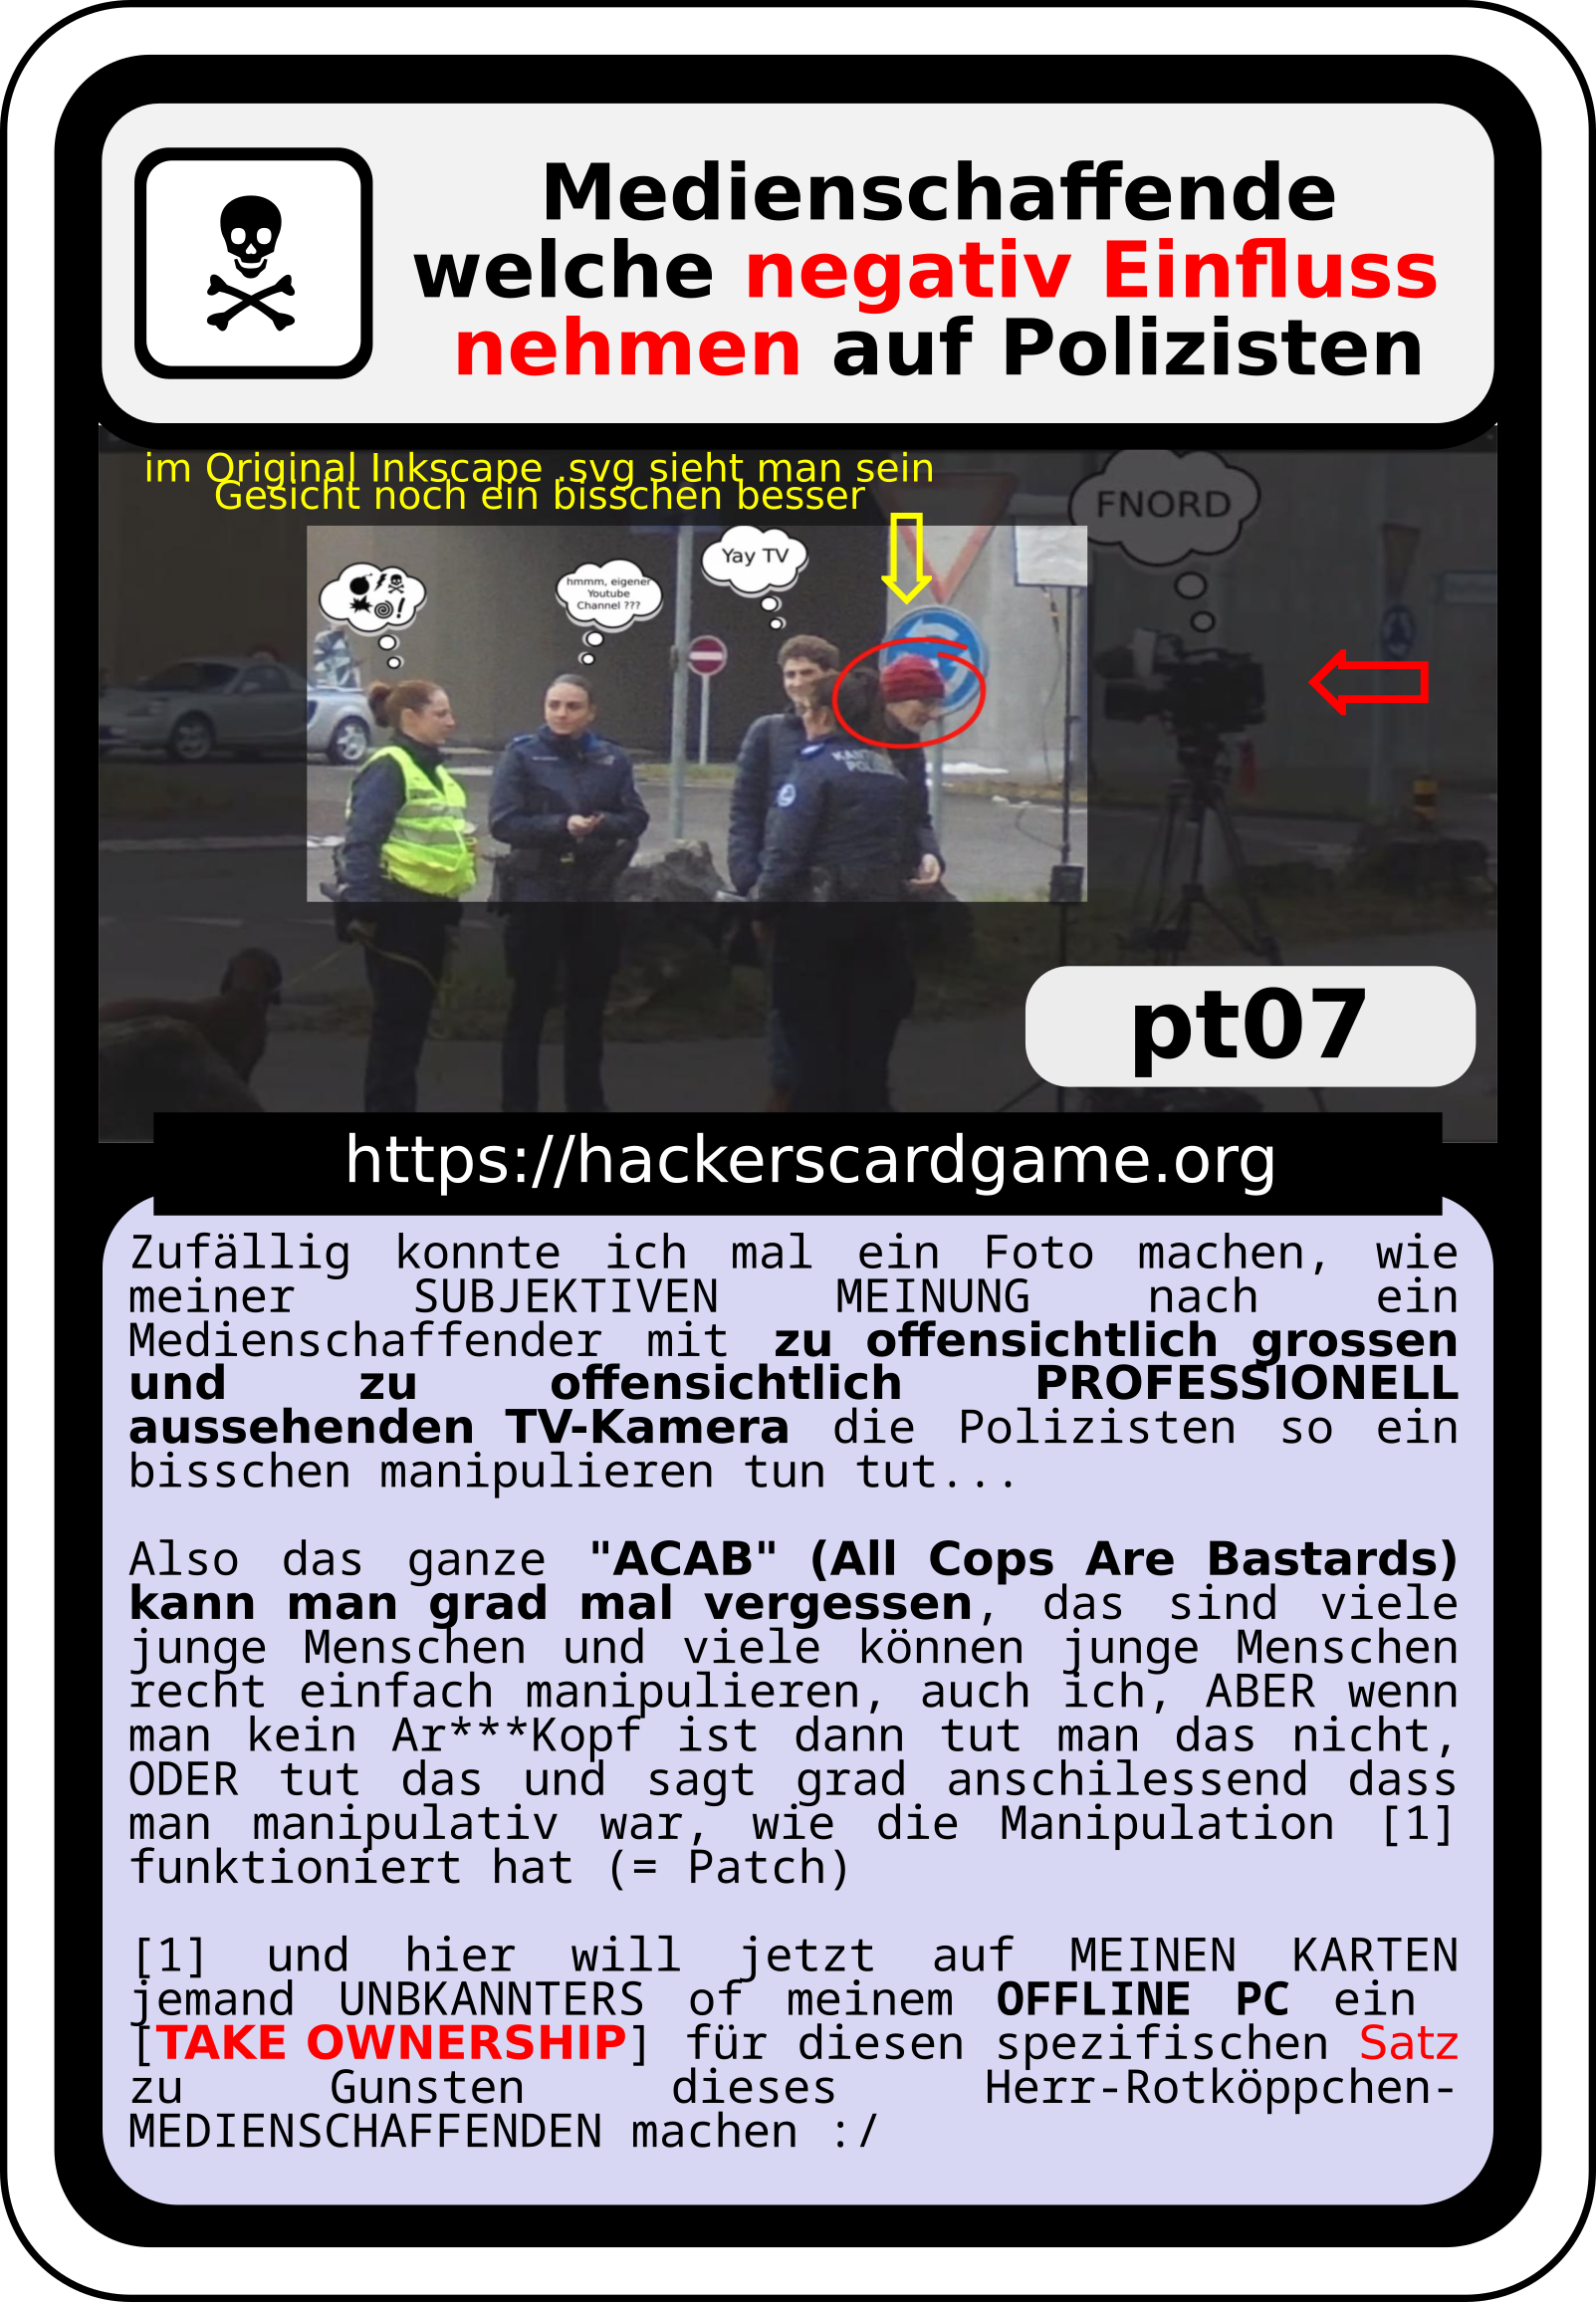 Medienschaffende
welche negativ Einfluss
nehmen auf Polizisten
im Original Inkscape .svg sieht man sein
Gesicht noch ein bisschen besser
FNORD
Yay TV
hmmm, eigener
Youtube
Channel ???
KANT
POLIZ
pt07
https://hackerscardgame.org
Zufällig konnte ich mal ein Foto machen, wie
meiner SUBJEKTIVEN MEINUNG nach ein
Medienschaffender mit zu offensichtlich grossen
und zu offensichtlich PROFESSIONELL
aussehenden TV-Kamera die Polizisten so ein
bisschen manipulieren tun tut...
Also das ganze "ACAB" (All Cops Are Bastards)
kann man grad mal vergessen, das sind viele
junge Menschen und viele können junge Menschen
recht einfach manipulieren, auch ich, ABER wenn
man kein Ar***Kopf ist dann tut man das nicht,
ODER tut das und sagt grad anschilessend dass
man manipulativ war, wie die Manipulation [1]
funktioniert hat (= Patch)
[1] und hier will jetzt auf MEINEN KARTEN
jemand UNBKANNTERS of meinem OFFLINE PC ein
[TAKE OWNERSHIP] für diesen spezifischen Satz
zu Gunsten dieses Herr-Rotköppchen-
MEDIENSCHAFFENDEN machen :/